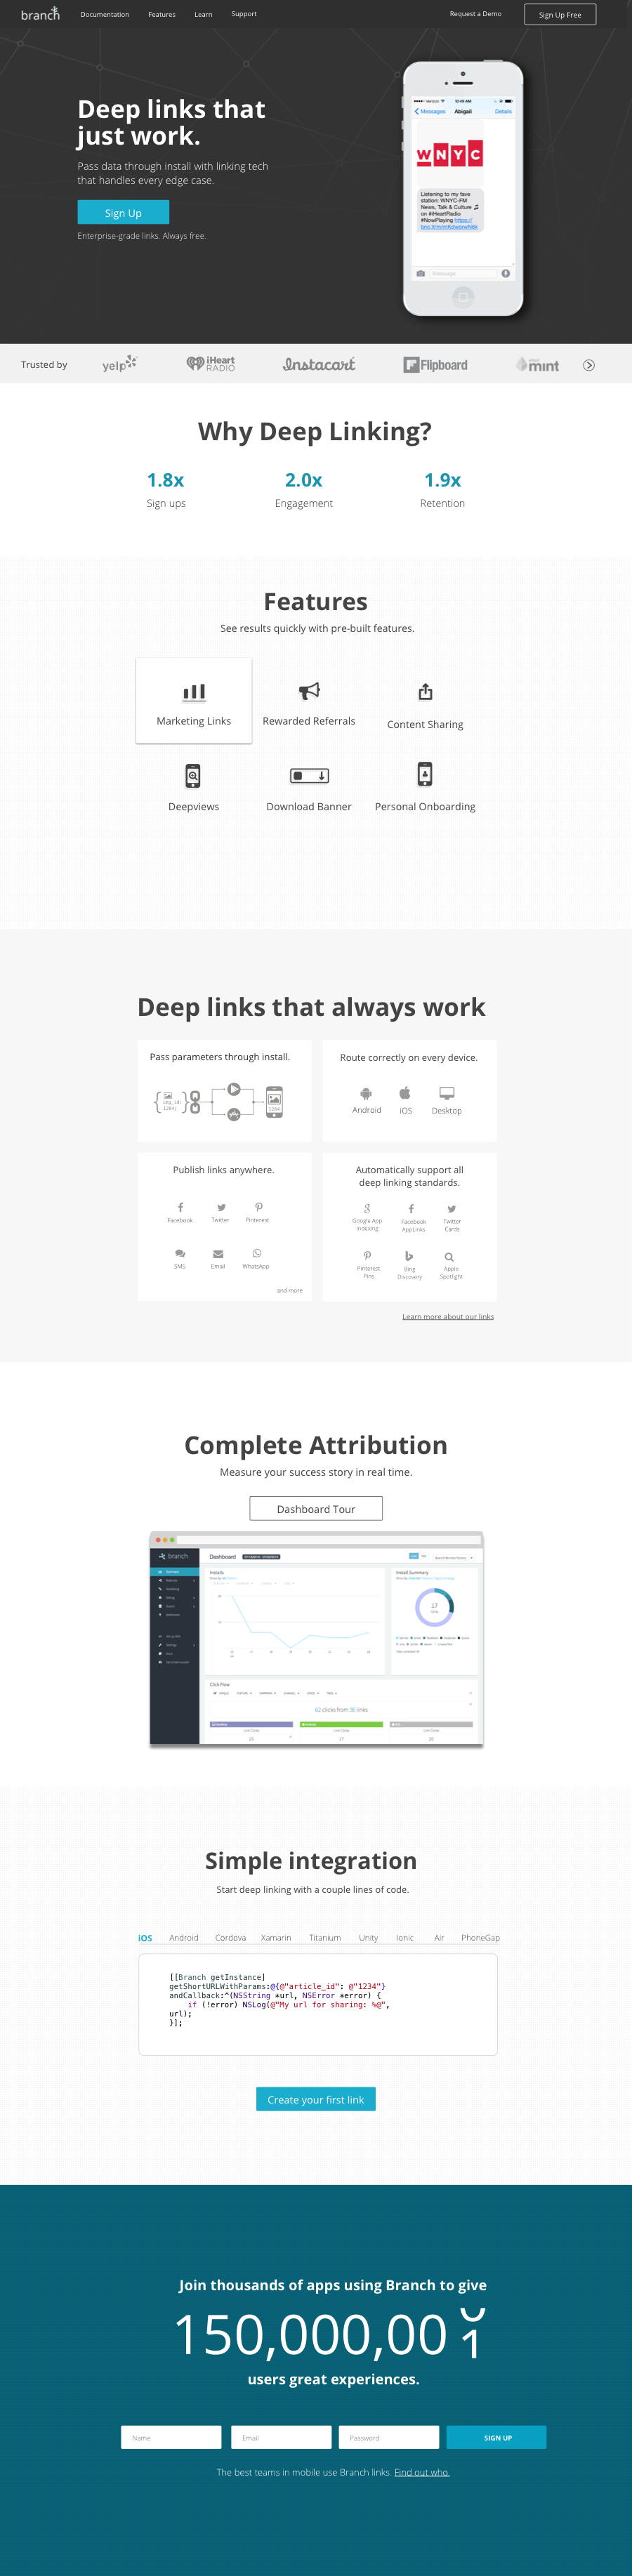 branch
Documentation
Features
Learn
Support
Request a Demo
Sign Up Free
Deep links that
just work.
Pass data through install with linking tech
that handles every edge case.
Sign Up
Enterprise-grade links. Always free.
Verizon
Messages
Abigail
Details
WNYC
Listening to my fave
station: WNYC-FM
News, Talk & Culture
on #iHeartRadio
#NowPlaying https://
iMessage
Trusted by
yelp
iHeart
RADIO
Instacart
Flipboard
mint
Why Deep Linking?
1.8x
2.0x
1.9x
Sign ups
Engagement
Retention
Features
See results quickly with pre-built features.
Marketing Links
Rewarded Referrals
Content Sharing
Deepviews
Download Banner
Personal Onboarding
Deep links that always work
Pass parameters through install.
Route correctly on every device.
Android
iOS
Desktop
Publish links anywhere.
Facebook
Twitter
Pinterest
SMS
Email
WhatsApp
and more
Automatically support all
deep linking standards.
Google App
Indexing
Facebook
AppLinks
Twitter
Cards
Pinterest
Pins
Bing
Discovery
Apple
Spotlight
Learn more about our links
Complete Attribution
Measure your success story in real time.
Dashboard Tour
branch
Dashboard
Installs
Install Summary
17
Click Flow
62 clicks from 36 links
Simple integration
Start deep linking with a couple lines of code.
iOS
Android
Cordova
Xamarin
Titanium
Unity
Ionic
Air
PhoneGap
[[Branch getInstance]
getShortURLWithParams:@{@"article_id": @"1234"}
andCallback:^(NSString *url, NSError *error) {
if (!error) NSLog(@"My url for sharing: %@",
url);
}];
Create your first link
Join thousands of apps using Branch to give
150,000,001
users great experiences.
Name
Email
Password
SIGN UP
The best teams in mobile use Branch links. Find out who.